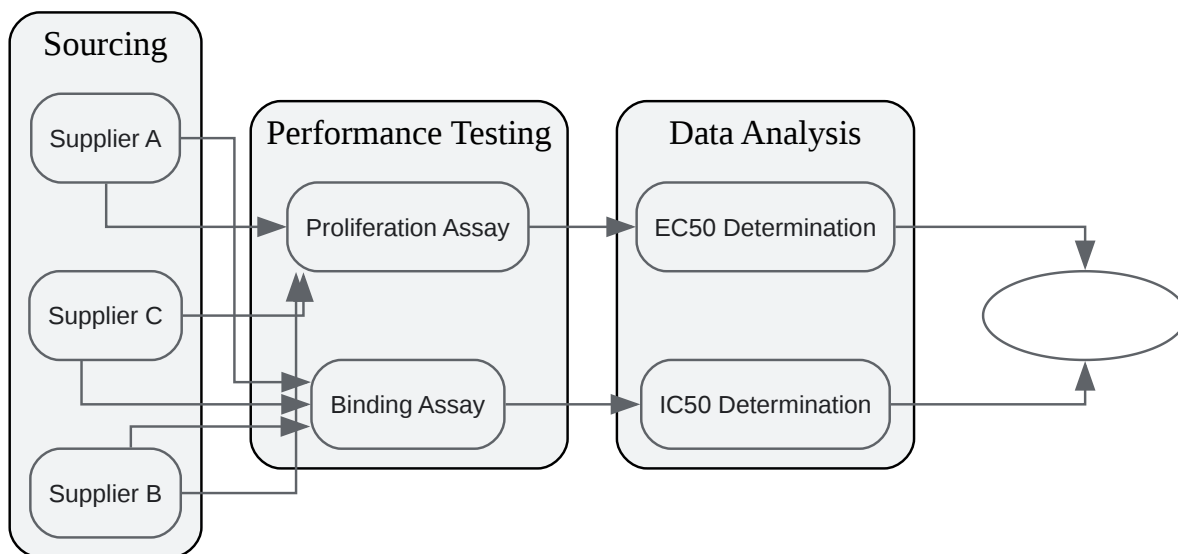 Sourcing
Supplier A
Supplier C
Supplier B
Performance Testing
Proliferation Assay
Binding Assay
Data Analysis
EC50 Determination
IC50 Determination